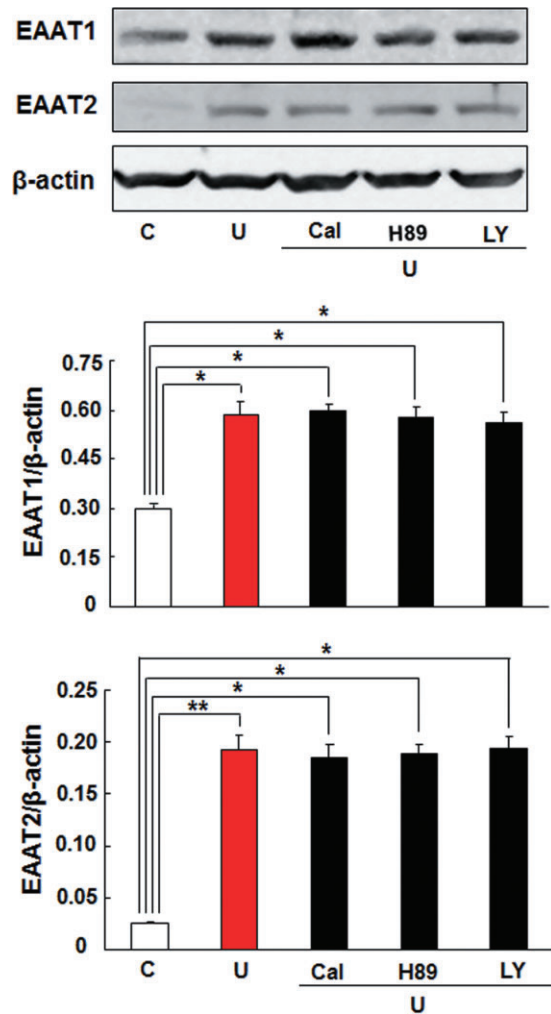 EAAT1
EAAT2
β-actin
C U Cal H89 LY
U
*
*
*
*
EAAT1/β-actin
0.75
0.60
0.45
0.30
0.15
0
*
*
*
**
EAAT2/β-actin
0.25
0.20
0.15
0.10
0.05
0
C U Cal H89 LY
U